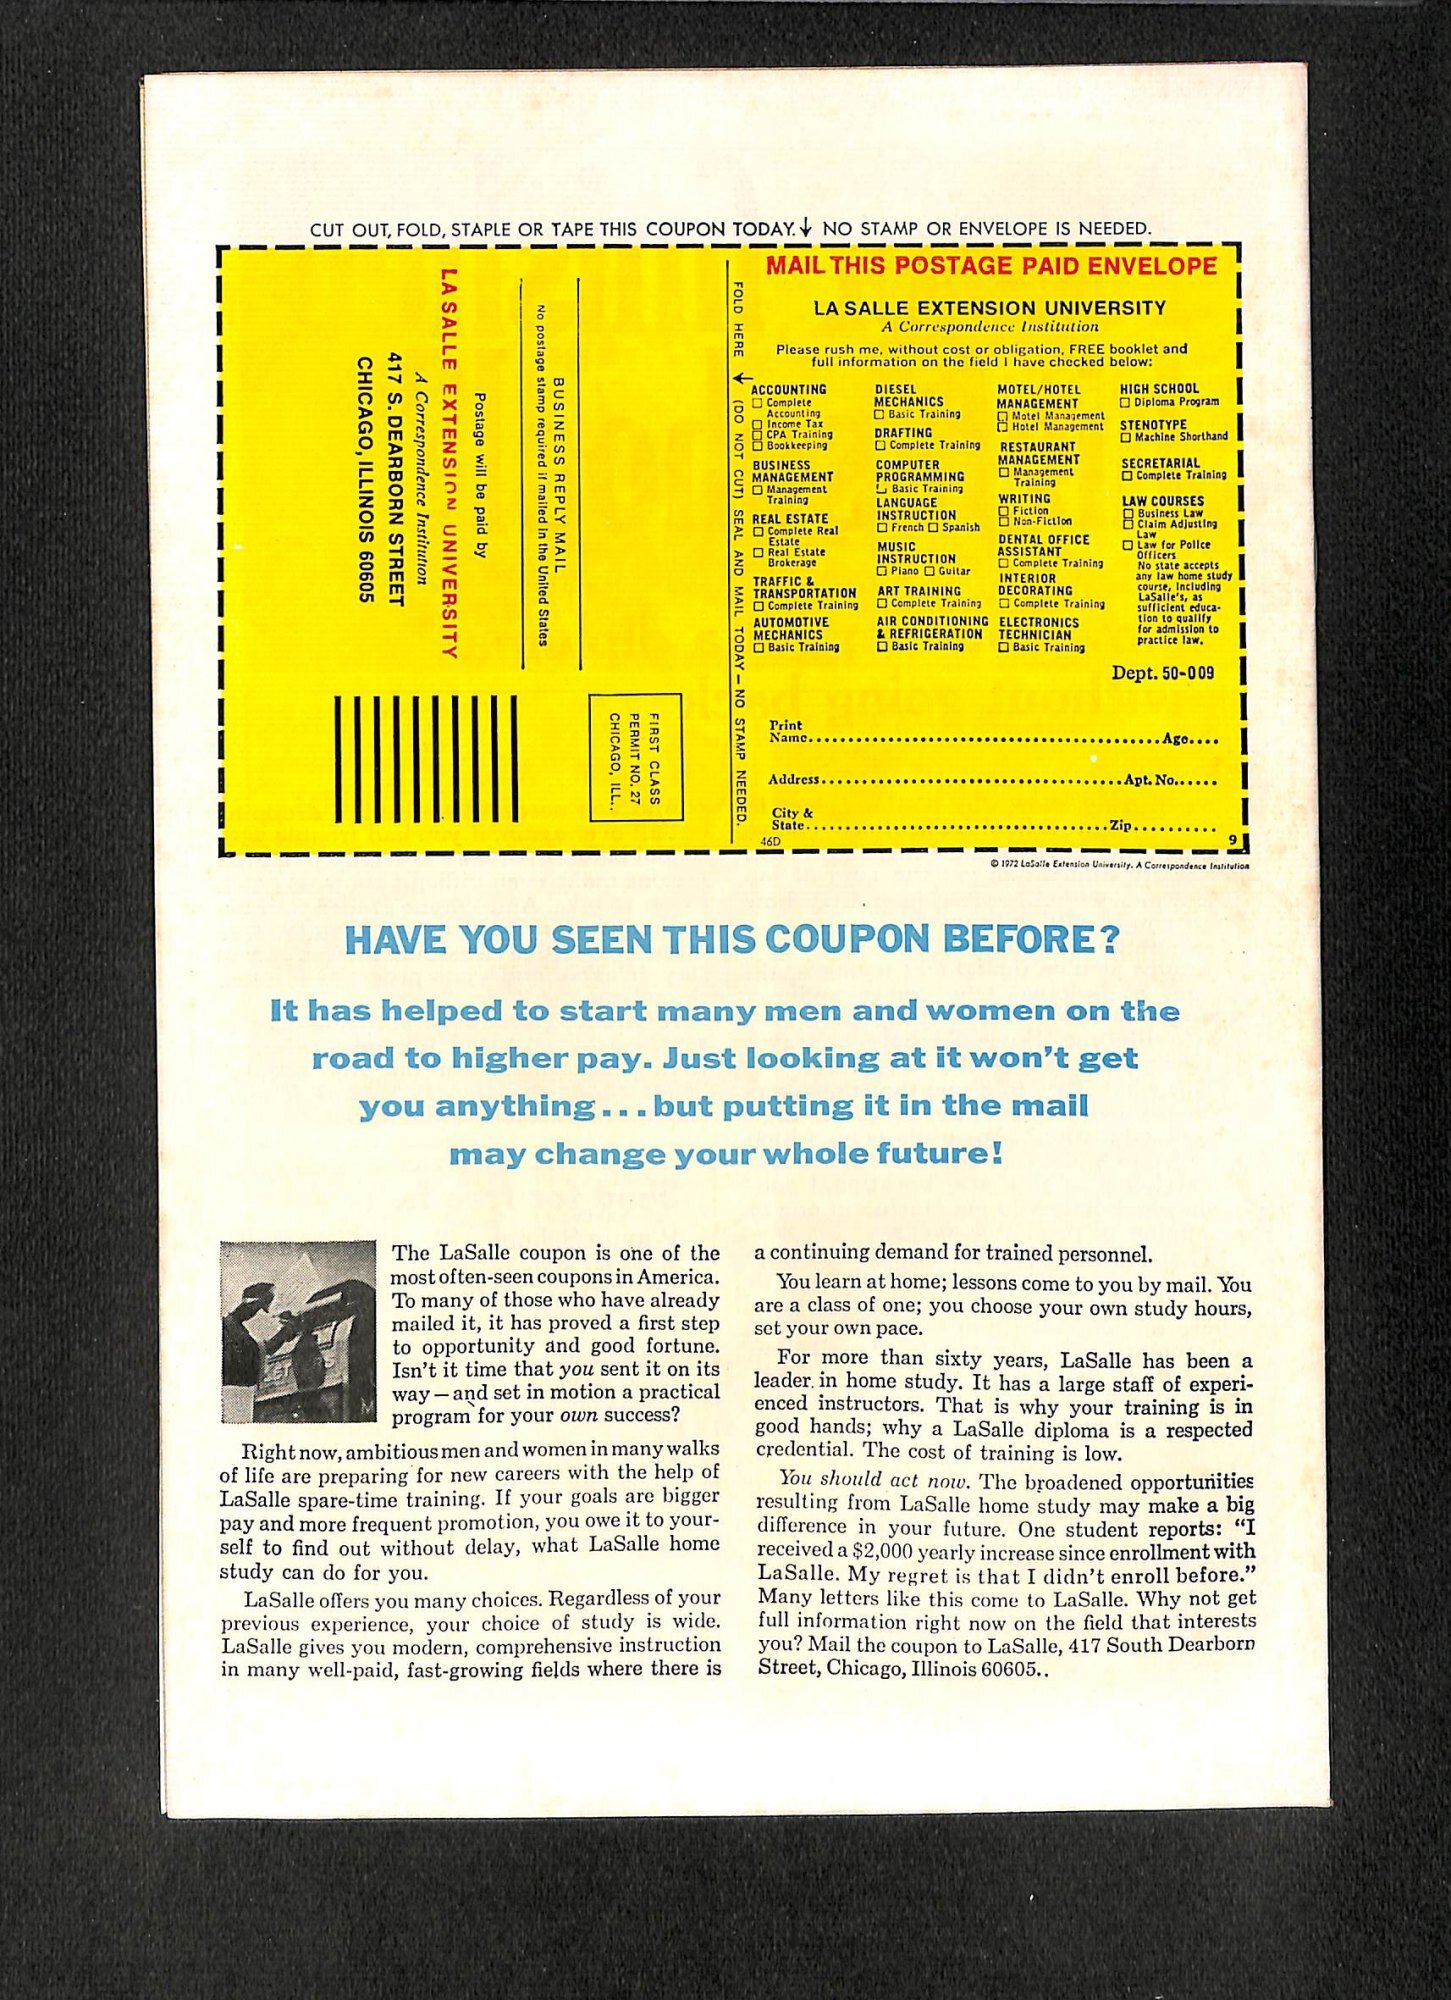 CUT OUT, FOLD, STAPLE OR TAPE THIS COUPON TODAY.↓ NO STAMP OR ENVELOPE IS NEEDED.
FIRST CLASS
PERMIT NO. 27
CHICAGO, ILL..
BUSINESS REPLY MAIL
No postage stamp required if mailed in the United States
Postage will be paid by
LA SALLE EXTENSION UNIVERSITY
A Correspondence Institution
417 S. DEARBORN STREET
CHICAGO, ILLINOIS 60605
FOLD HERE ↓ (DO NOT CUT) SEAL AND MAIL TODAY — NO STAMP NEEDED.
MAIL THIS POSTAGE PAID ENVELOPE
LA SALLE EXTENSION UNIVERSITY
A Correspondence Institution
Please rush me, without cost or obligation, FREE booklet and
full information on the field I have checked below:
ACCOUNTING
☐ Complete
Accounting
☐ Income Tax
☐ CPA Training
☐ Bookkeeping
BUSINESS
MANAGEMENT
☐ Management
Training
REAL ESTATE
☐ Complete Real
Estate
☐ Real Estate
Brokerage
TRAFFIC &
TRANSPORTATION
☐ Complete Training
AUTOMOTIVE
MECHANICS
☐ Basic Training
DIESEL
MECHANICS
☐ Basic Training
DRAFTING
☐ Complete Training
COMPUTER
PROGRAMMING
☐ Basic Training
LANGUAGE
INSTRUCTION
☐ French ☐ Spanish
MUSIC
INSTRUCTION
☐ Piano ☐ Guitar
ART TRAINING
☐ Complete Training
AIR CONDITIONING
& REFRIGERATION
☐ Basic Training
MOTEL/HOTEL
MANAGEMENT
☐ Motel Management
☐ Hotel Management
RESTAURANT
MANAGEMENT
☐ Management
Training
WRITING
☐ Fiction
☐ Non-Fiction
DENTAL OFFICE
ASSISTANT
☐ Complete Training
INTERIOR
DECORATING
☐ Complete Training
ELECTRONICS
TECHNICIAN
☐ Basic Training
HIGH SCHOOL
☐ Diploma Program
STENOTYPE
☐ Machine Shorthand
SECRETARIAL
☐ Complete Training
LAW COURSES
☐ Business Law
☐ Claim Adjusting
Law
☐ Law for Police
Officers
No state accepts
any law home study
course, including
LaSalle's, as
sufficient educa-
tion to qualify
for admission to
practice law.
Dept. 50-009
Print
Name.............................................Age....
Address......................................Apt. No......
City &
State......................................Zip..........
46D 9
© 1972 LaSalle Extension University. A Correspondence Institution
HAVE YOU SEEN THIS COUPON BEFORE?
It has helped to start many men and women on the
road to higher pay. Just looking at it won't get
you anything...but putting it in the mail
may change your whole future!
The LaSalle coupon is one of the
most often-seen coupons in America.
To many of those who have already
mailed it, it has proved a first step
to opportunity and good fortune.
Isn't it time that you sent it on its
way—and set in motion a practical
program for your own success?
Right now, ambitious men and women in many walks
of life are preparing for new careers with the help of
LaSalle spare-time training. If your goals are bigger
pay and more frequent promotion, you owe it to your-
self to find out without delay, what LaSalle home
study can do for you.
LaSalle offers you many choices. Regardless of your
previous experience, your choice of study is wide.
LaSalle gives you modern, comprehensive instruction
in many well-paid, fast-growing fields where there is
a continuing demand for trained personnel.
You learn at home; lessons come to you by mail. You
are a class of one; you choose your own study hours,
set your own pace.
For more than sixty years, LaSalle has been a
leader in home study. It has a large staff of experi-
enced instructors. That is why your training is in
good hands; why a LaSalle diploma is a respected
credential. The cost of training is low.
You should act now. The broadened opportunities
resulting from LaSalle home study may make a big
difference in your future. One student reports: "I
received a $2,000 yearly increase since enrollment with
LaSalle. My regret is that I didn't enroll before."
Many letters like this come to LaSalle. Why not get
full information right now on the field that interests
you? Mail the coupon to LaSalle, 417 South Dearborn
Street, Chicago, Illinois 60605..